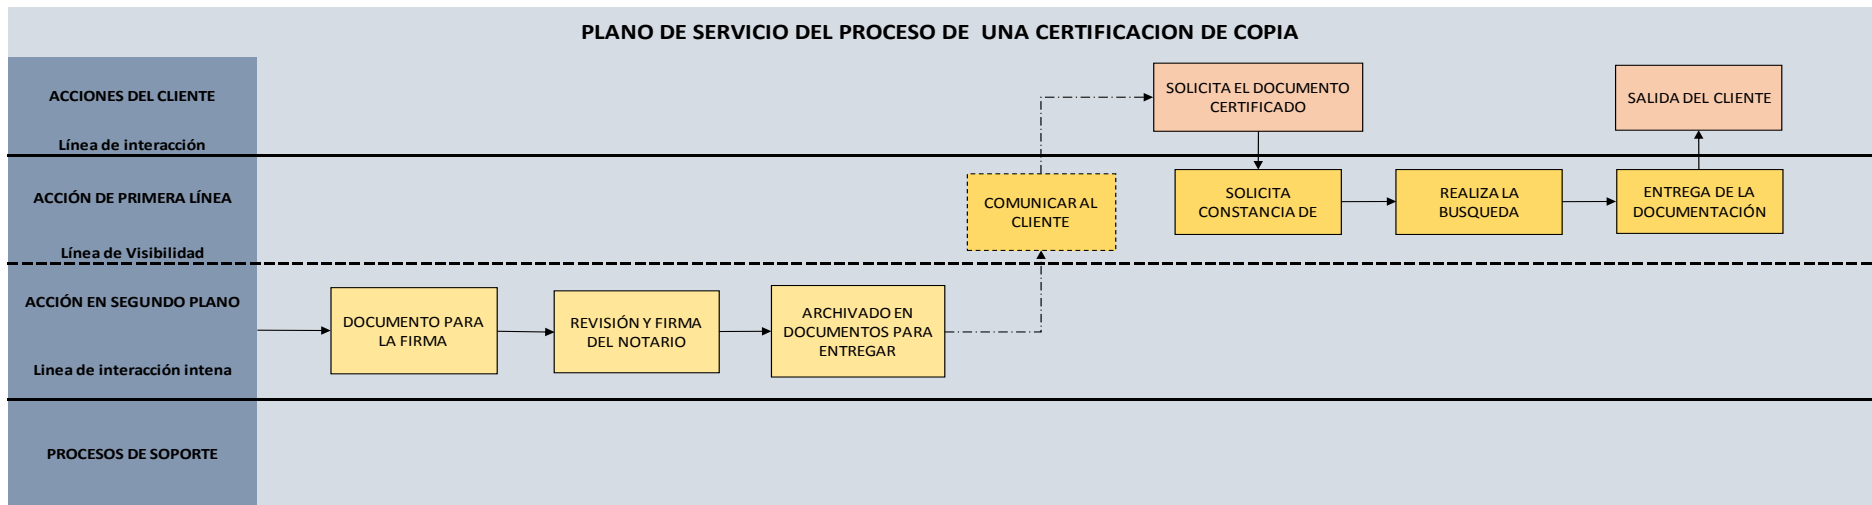 PLANO DE SERVICIO DEL PROCESO DE UNA CERTIFICACION DE COPIA
ACCIONES DEL CLIENTE
SOLICITA EL DOCUMENTO
CERTIFICADO
SALIDA DEL CLIENTE
Línea de interacción
ACCIÓN DE PRIMERA LÍNEA
COMUNICAR AL
CLIENTE
SOLICITA
CONSTANCIA DE
REALIZA LA
BUSQUEDA
ENTREGA DE LA
DOCUMENTACIÓN
Línea de Visibilidad
ACCIÓN EN SEGUNDO PLANO
DOCUMENTO PARA
LA FIRMA
REVISIÓN Y FIRMA
DEL NOTARIO
ARCHIVADO EN
DOCUMENTOS PARA
ENTREGAR
Linea de interacción intena
PROCESOS DE SOPORTE